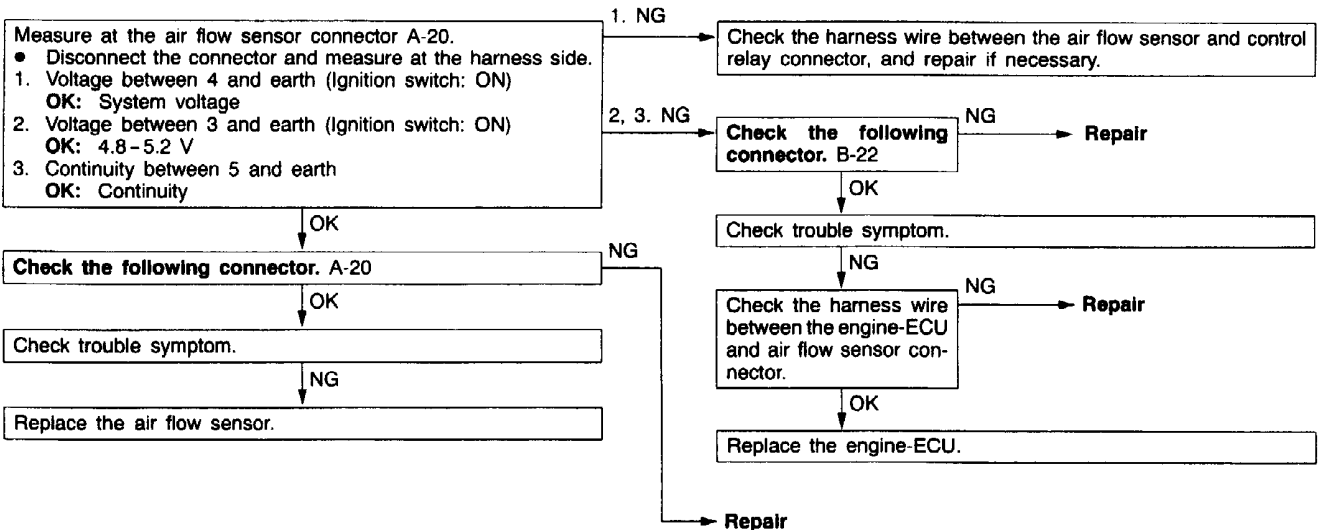 Measure at the air flow sensor connector A-20.
● Disconnect the connector and measure at the harness side.
1. Voltage between 4 and earth (Ignition switch: ON)
OK: System voltage
2. Voltage between 3 and earth (Ignition switch: ON)
OK: 4.8–5.2 V
3. Continuity between 5 and earth
OK: Continuity
1. NG
Check the harness wire between the air flow sensor and control
relay connector, and repair if necessary.
2, 3. NG
Check the following
connector. B-22
NG
Repair
OK
Check trouble symptom.
NG
Check the harness wire
between the engine-ECU
and air flow sensor con-
nector.
NG
Repair
OK
Replace the engine-ECU.
OK
Check the following connector. A-20
NG
Repair
OK
Check trouble symptom.
NG
Replace the air flow sensor.